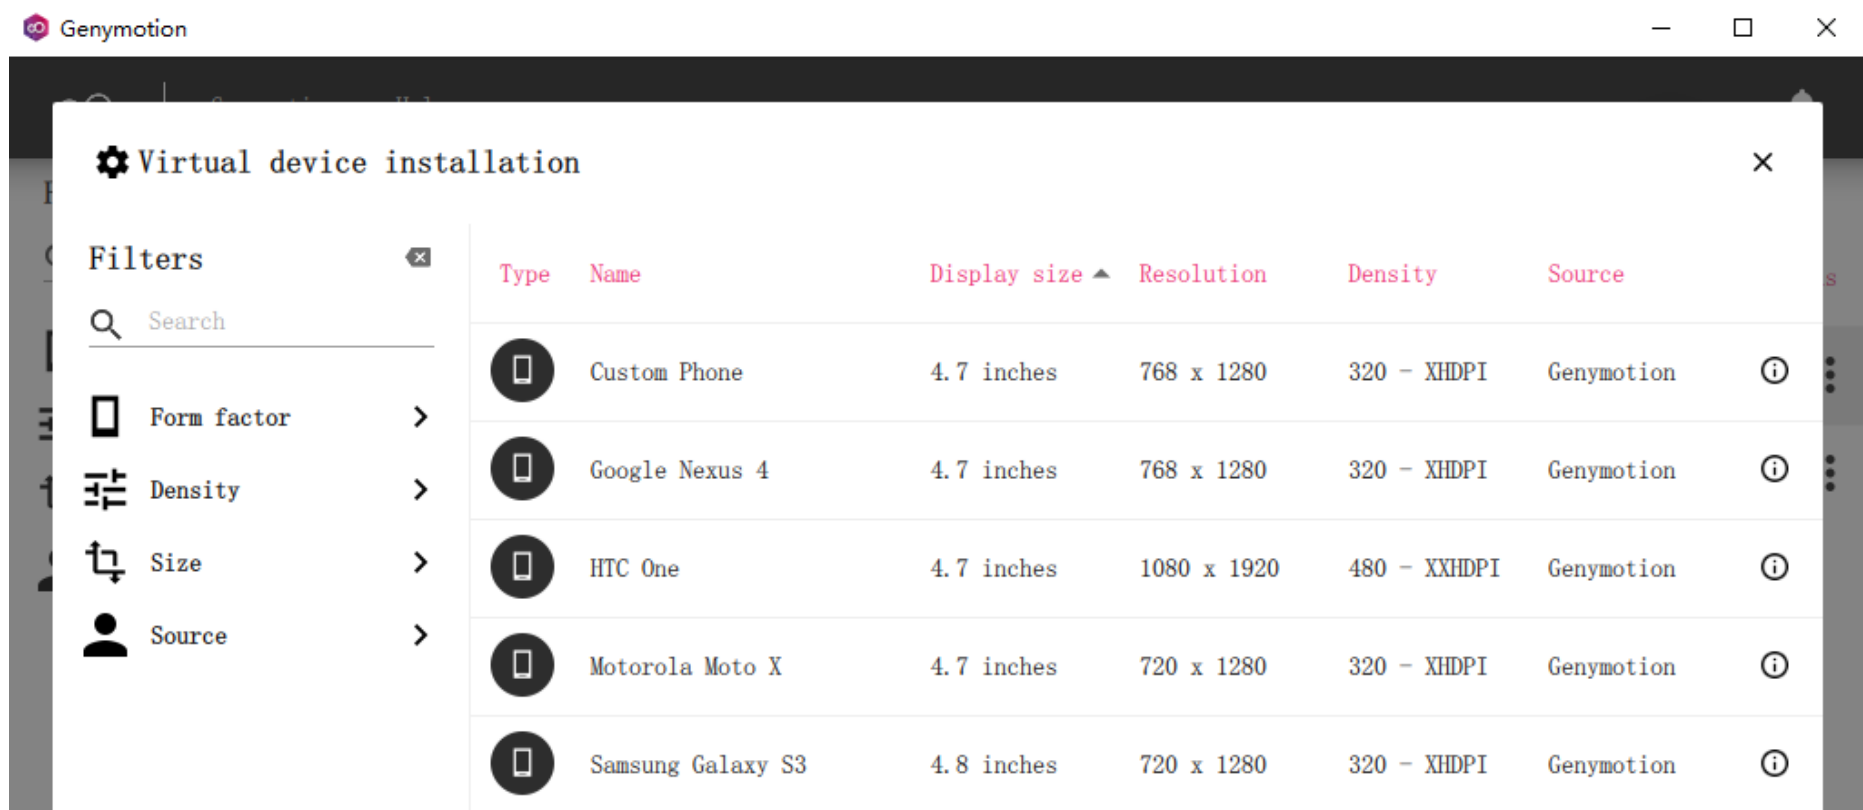 Genymotion
Virtual device installation
Filters
Search
Form factor
Density
Size
Source
Type Name Display size Resolution Density Source
Custom Phone 4.7 inches 768 x 1280 320 - XHDPI Genymotion
Google Nexus 4 4.7 inches 768 x 1280 320 - XHDPI Genymotion
HTC One 4.7 inches 1080 x 1920 480 - XXHDPI Genymotion
Motorola Moto X 4.7 inches 720 x 1280 320 - XHDPI Genymotion
Samsung Galaxy S3 4.8 inches 720 x 1280 320 - XHDPI Genymotion